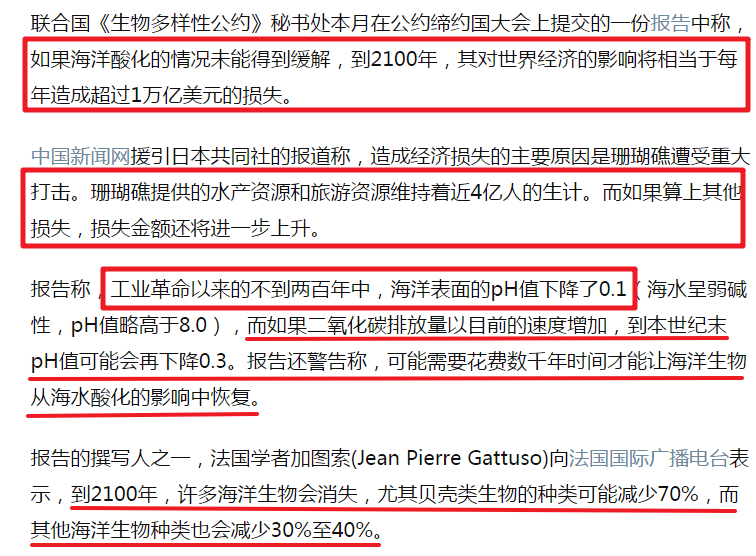 联合国《生物多样性公约》秘书处本月在公约缔约国大会上提交的一份报告中称，
如果海洋酸化的情况未能得到缓解，到2100年，其对世界经济的影响将相当于每
年造成超过1万亿美元的损失。
中国新闻网援引日本共同社的报道称，造成经济损失的主要原因是珊瑚礁遭受重大
打击。珊瑚礁提供的水产资源和旅游资源维持着近4亿人的生计。而如果算上其他
损失，损失金额还将进一步上升。
报告称，工业革命以来的不到两百年中，海洋表面的pH值下降了0.1（海水呈弱碱
性，pH值略高于8.0），而如果二氧化碳排放量以目前的速度增加，到本世纪末
pH值可能会再下降0.3。报告还警告称，可能需要花费数千年时间才能让海洋生物
从海水酸化的影响中恢复。
报告的撰写人之一，法国学者加图索(Jean Pierre Gattuso)向法国国际广播电台表
示，到2100年，许多海洋生物会消失，尤其贝壳类生物的种类可能减少70%，而
其他海洋生物种类也会减少30%至40%。